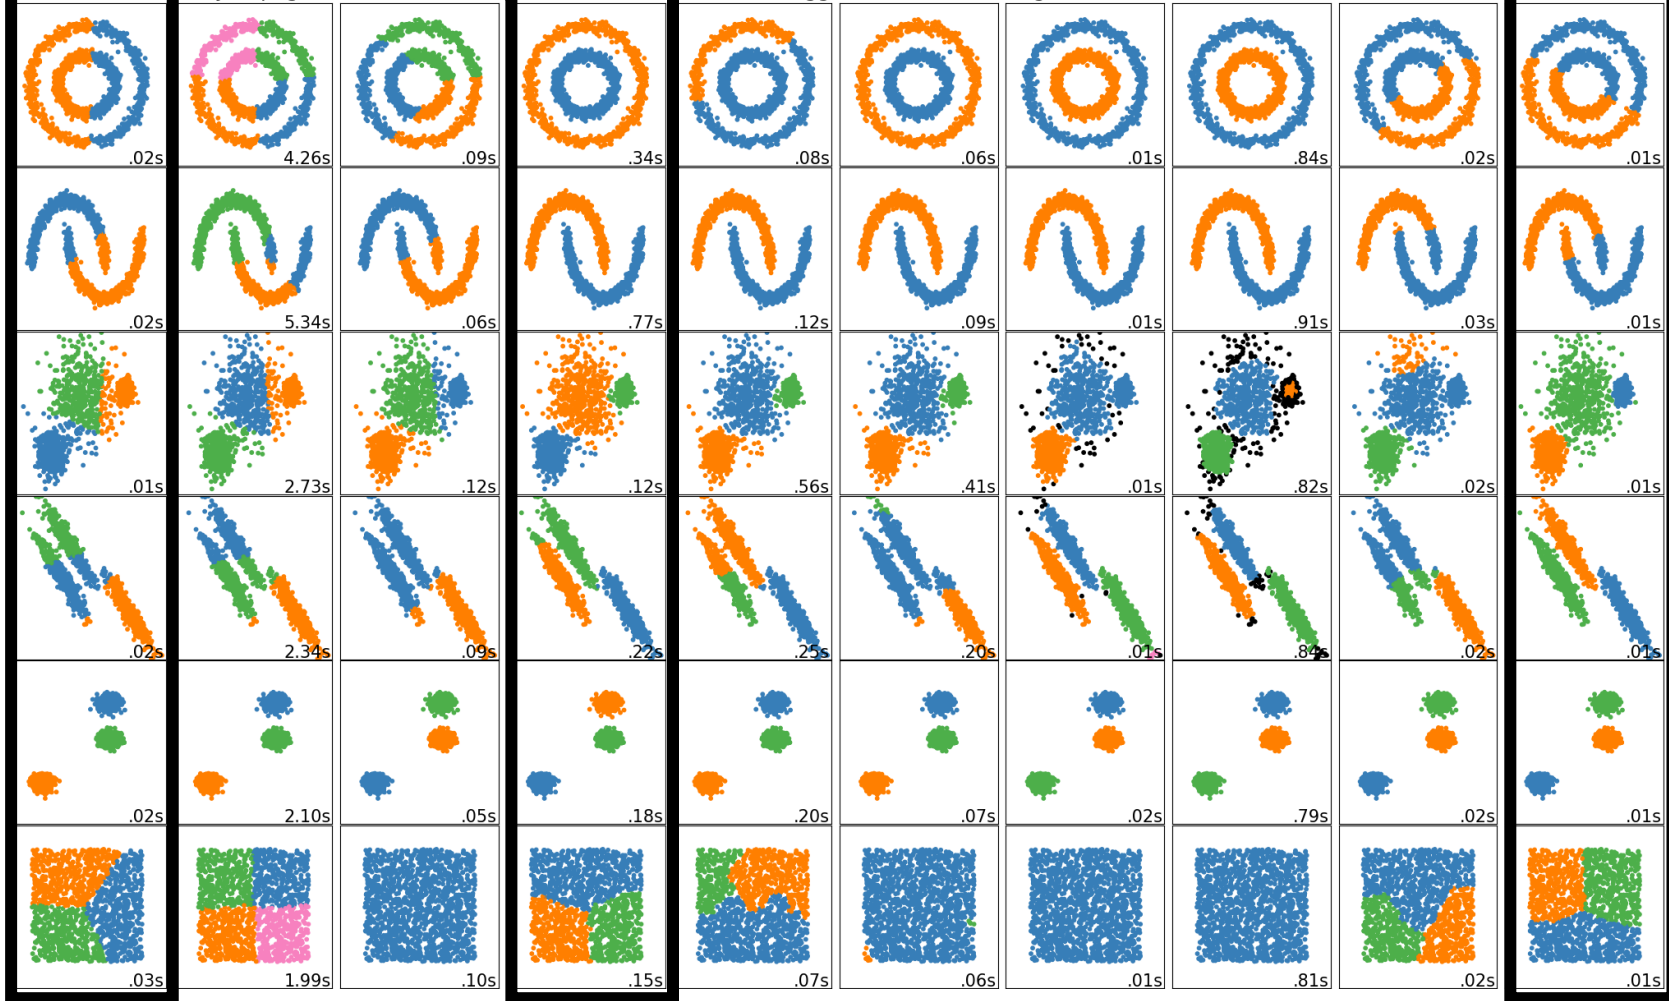 .02s 4.26s .09s .34s .08s .06s .01s .84s .02s .01s
.02s 5.34s .06s .77s .12s .09s .01s .91s .03s .01s
.01s 2.73s .12s .12s .56s .41s .01s .82s .02s .01s
.02s 2.34s .09s .22s .25s .20s .01s .84s .02s .01s
.02s 2.10s .05s .18s .20s .07s .02s .79s .02s .01s
.03s 1.99s .10s .15s .07s .06s .01s .81s .02s .01s